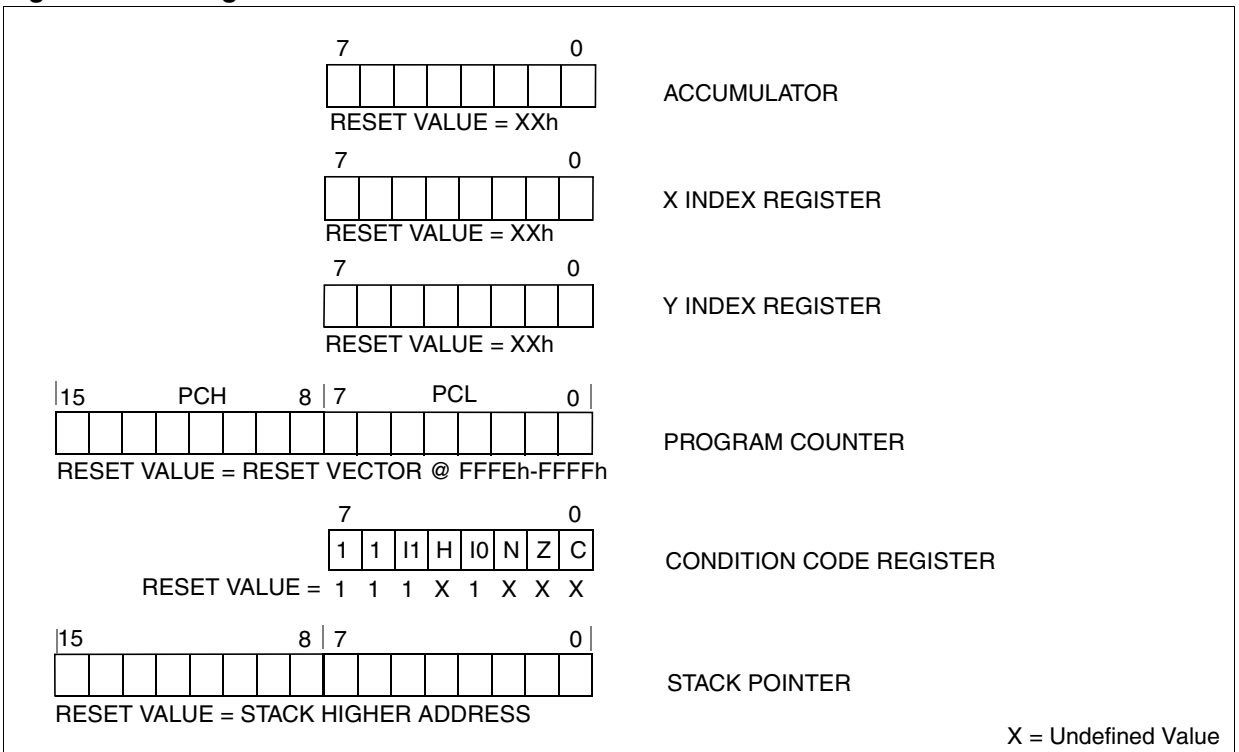 7 0
ACCUMULATOR
RESET VALUE = XXh
7 0
X INDEX REGISTER
RESET VALUE = XXh
7 0
Y INDEX REGISTER
RESET VALUE = XXh
15 PCH 8 7 PCL 0
PROGRAM COUNTER
RESET VALUE = RESET VECTOR @ FFFEh-FFFFh
7 0
1 1 I1 H I0 N Z C
CONDITION CODE REGISTER
RESET VALUE = 1 1 1 X 1 X X X
15 8 7 0
STACK POINTER
RESET VALUE = STACK HIGHER ADDRESS
X = Undefined Value